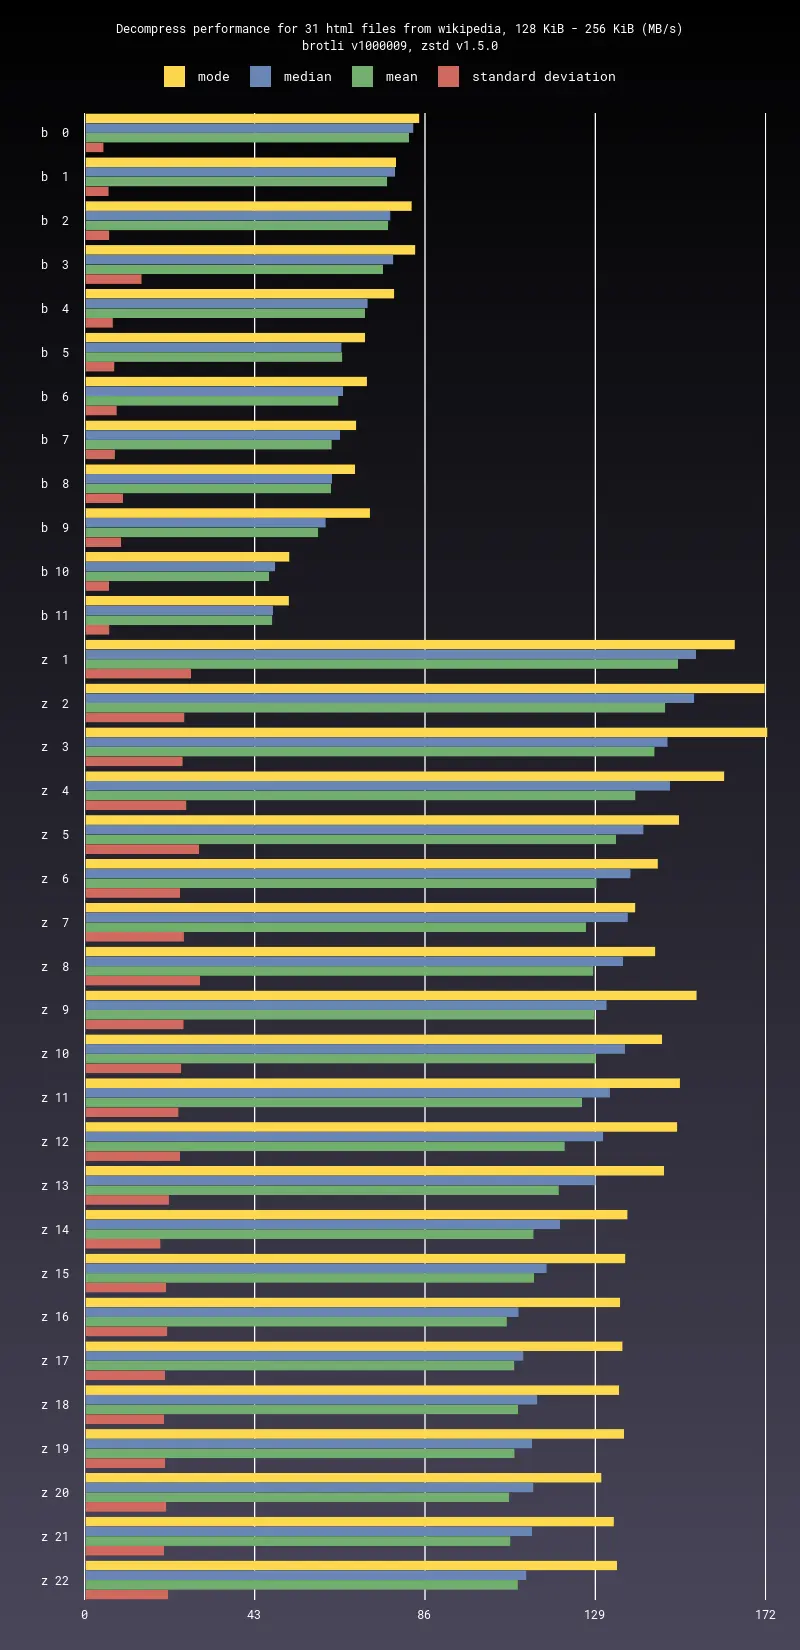 Decompress performance for 31 html files from wikipedia, 128 KiB - 256 KiB (MB/s)
brotli v1000009, zstd v1.5.0
mode median mean standard deviation
b 0
b 1
b 2
b 3
b 4
b 5
b 6
b 7
b 8
b 9
b 10
b 11
z 1
z 2
z 3
z 4
z 5
z 6
z 7
z 8
z 9
z 10
z 11
z 12
z 13
z 14
z 15
z 16
z 17
z 18
z 19
z 20
z 21
z 22
0 43 86 129 172